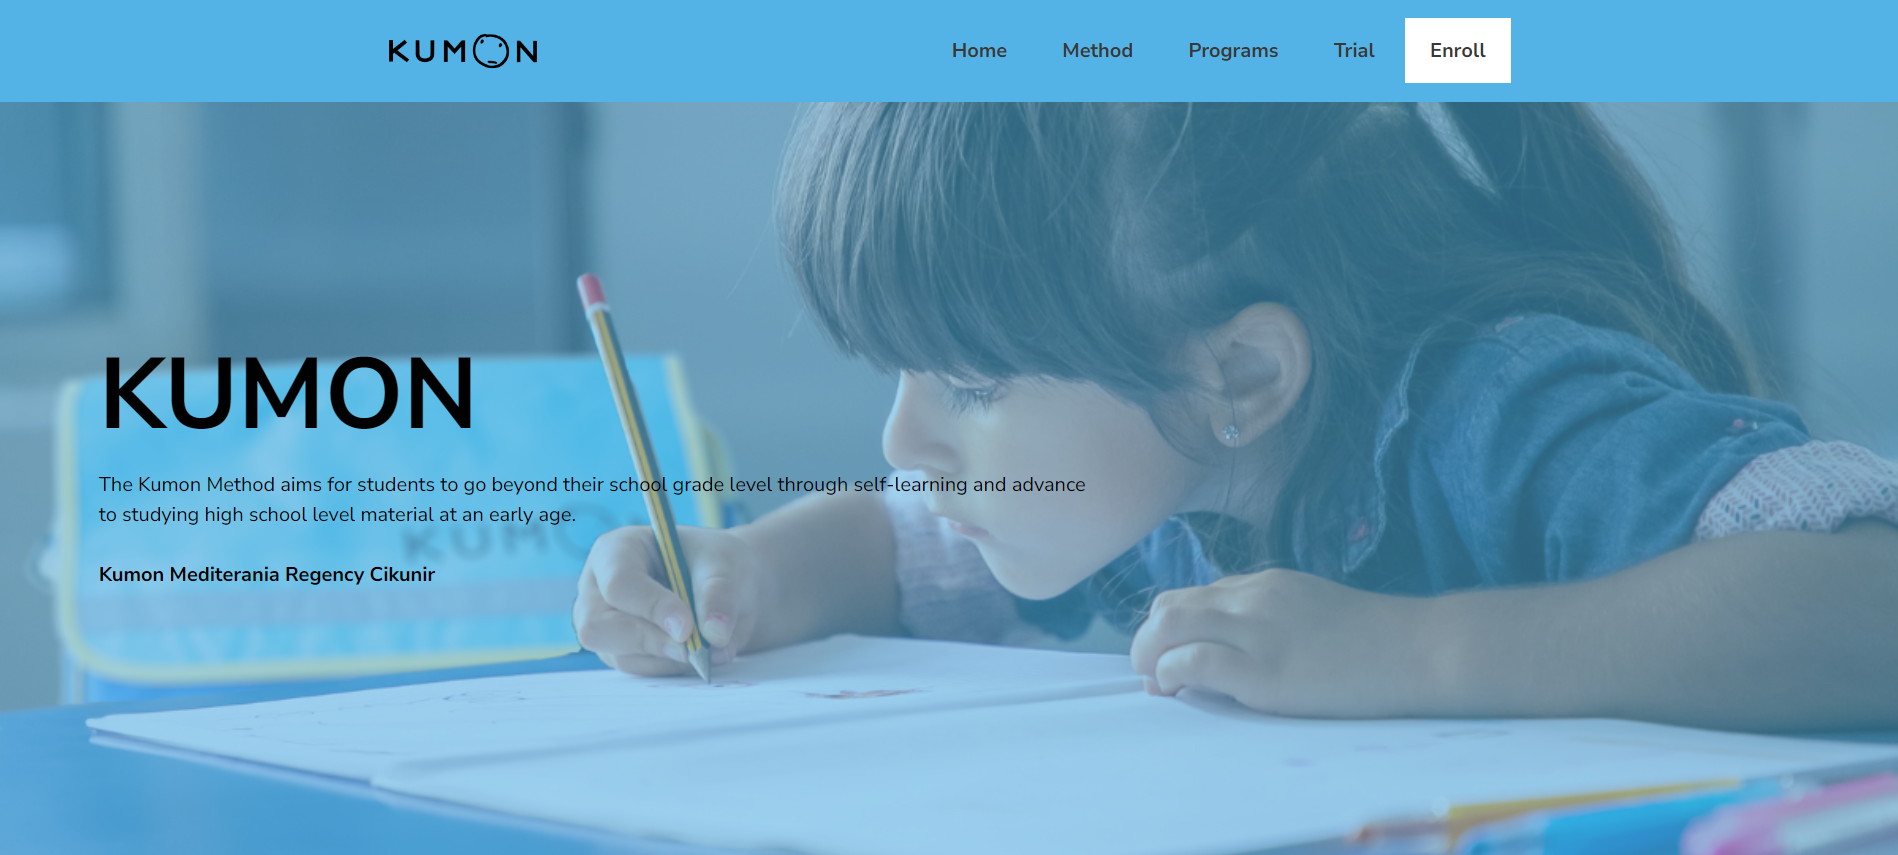 KUMON
Home
Method
Programs
Trial
Enroll
KUMON
The Kumon Method aims for students to go beyond their school grade level through self-learning and advance
to studying high school level material at an early age.
KUMON
Kumon Mediterania Regency Cikunir